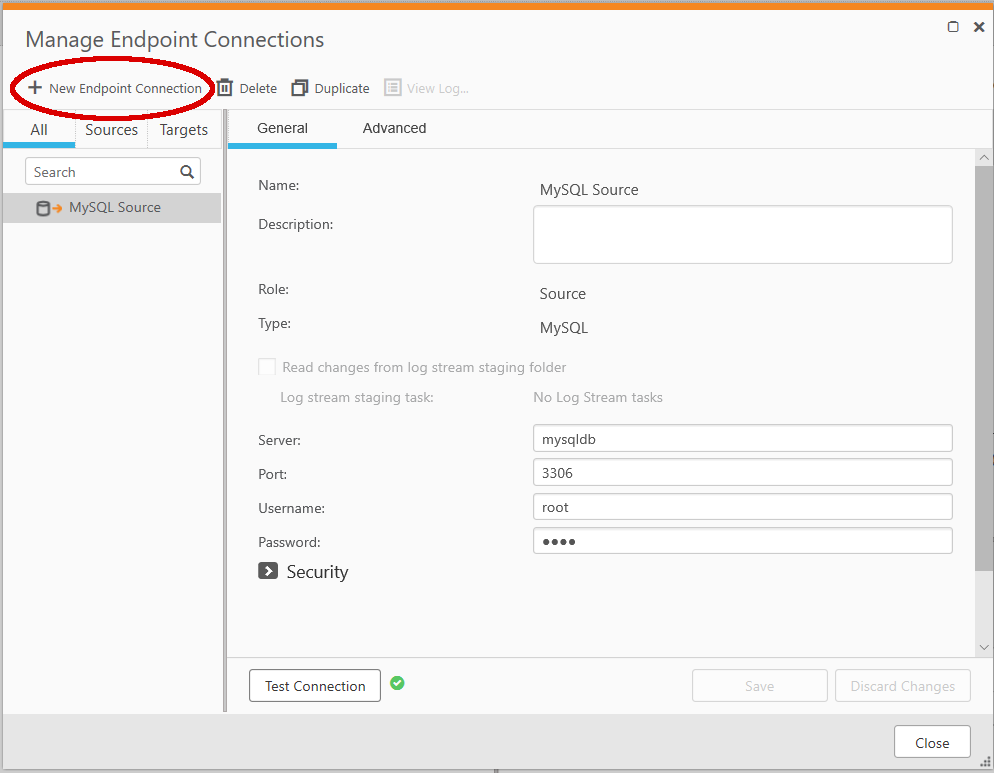 Manage Endpoint Connections
New Endpoint Connection Delete Duplicate View Log...
All Sources Targets
General Advanced
Search
MySQL Source
Name: MySQL Source
Description:
Role: Source
Type: MySQL
Read changes from log stream staging folder
Log stream staging task: No Log Stream tasks
Server: mysqldb
Port: 3306
Username: root
Password: ●●●●
Security
Test Connection Save Discard Changes
Close